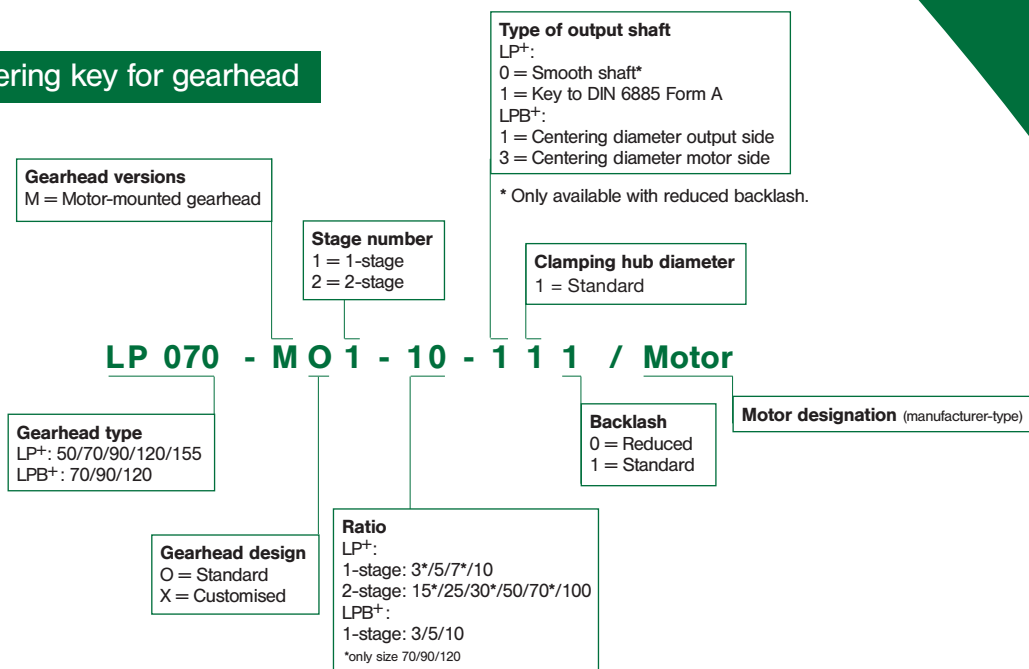 ering key for gearhead
Type of output shaft
LP+:
0 = Smooth shaft*
1 = Key to DIN 6885 Form A
LPB+:
1 = Centering diameter output side
3 = Centering diameter motor side
* Only available with reduced backlash.
Gearhead versions
M = Motor-mounted gearhead
Stage number
1 = 1-stage
2 = 2-stage
Clamping hub diameter
1 = Standard
LP 070 - M O 1 - 10 - 1 1 1 / Motor
Gearhead type
LP+: 50/70/90/120/155
LPB+: 70/90/120
Gearhead design
O = Standard
X = Customised
Ratio
LP+:
1-stage: 3*/5/7*/10
2-stage: 15*/25/30*/50/70*/100
LPB+:
1-stage: 3/5/10
*only size 70/90/120
Backlash
0 = Reduced
1 = Standard
Motor designation (manufacturer-type)